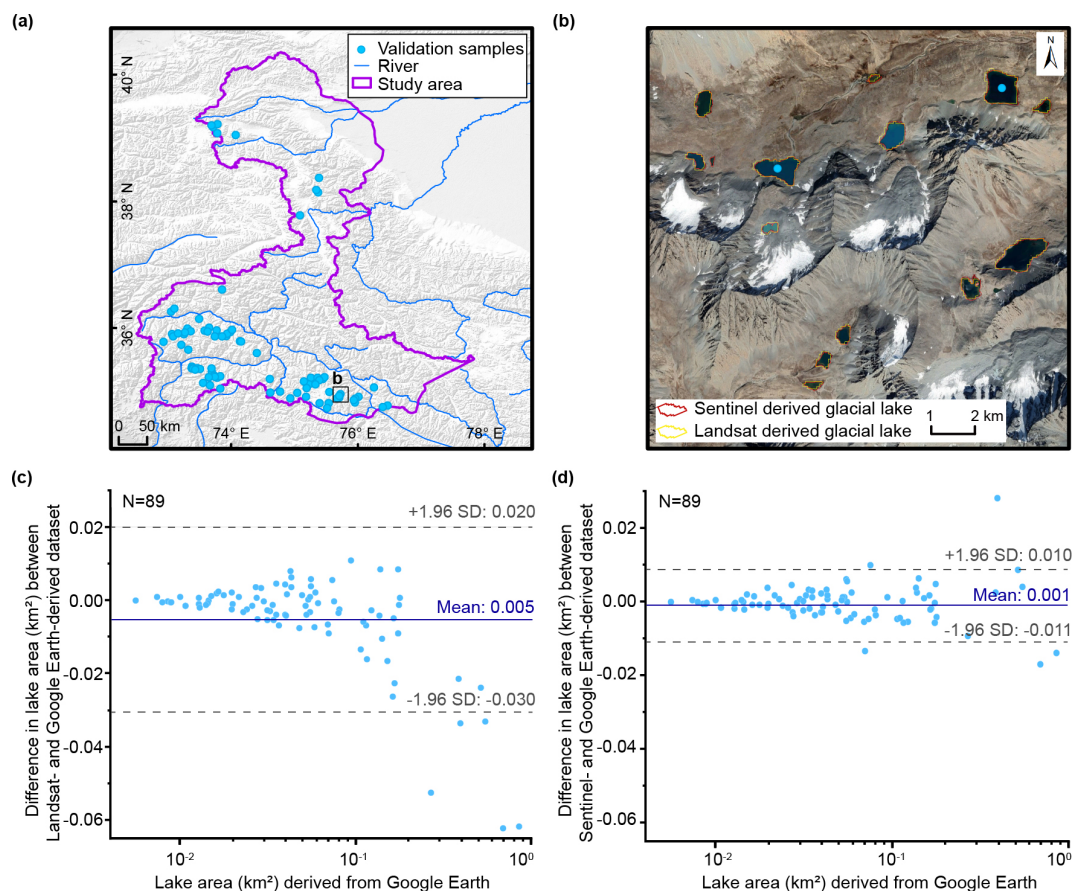 (a)
Validation samples
River
Study area
40° N
38° N
36° N
b
0 50 km
74° E
76° E
78° E
(b)
N
Sentinel derived glacial lake
Landsat derived glacial lake
1 2 km
(c)
N=89
+1.96 SD: 0.020
Mean: 0.005
-1.96 SD: -0.030
0.02
0.00
-0.02
-0.04
-0.06
10⁻²
10⁻¹
10⁰
Difference in lake area (km²) between
Landsat- and Google Earth-derived dataset
Lake area (km²) derived from Google Earth
(d)
N=89
+1.96 SD: 0.010
Mean: 0.001
-1.96 SD: -0.011
0.02
0.00
-0.02
-0.04
-0.06
10⁻²
10⁻¹
10⁰
Difference in lake area (km²) between
Sentinel- and Google Earth-derived dataset
Lake area (km²) derived from Google Earth